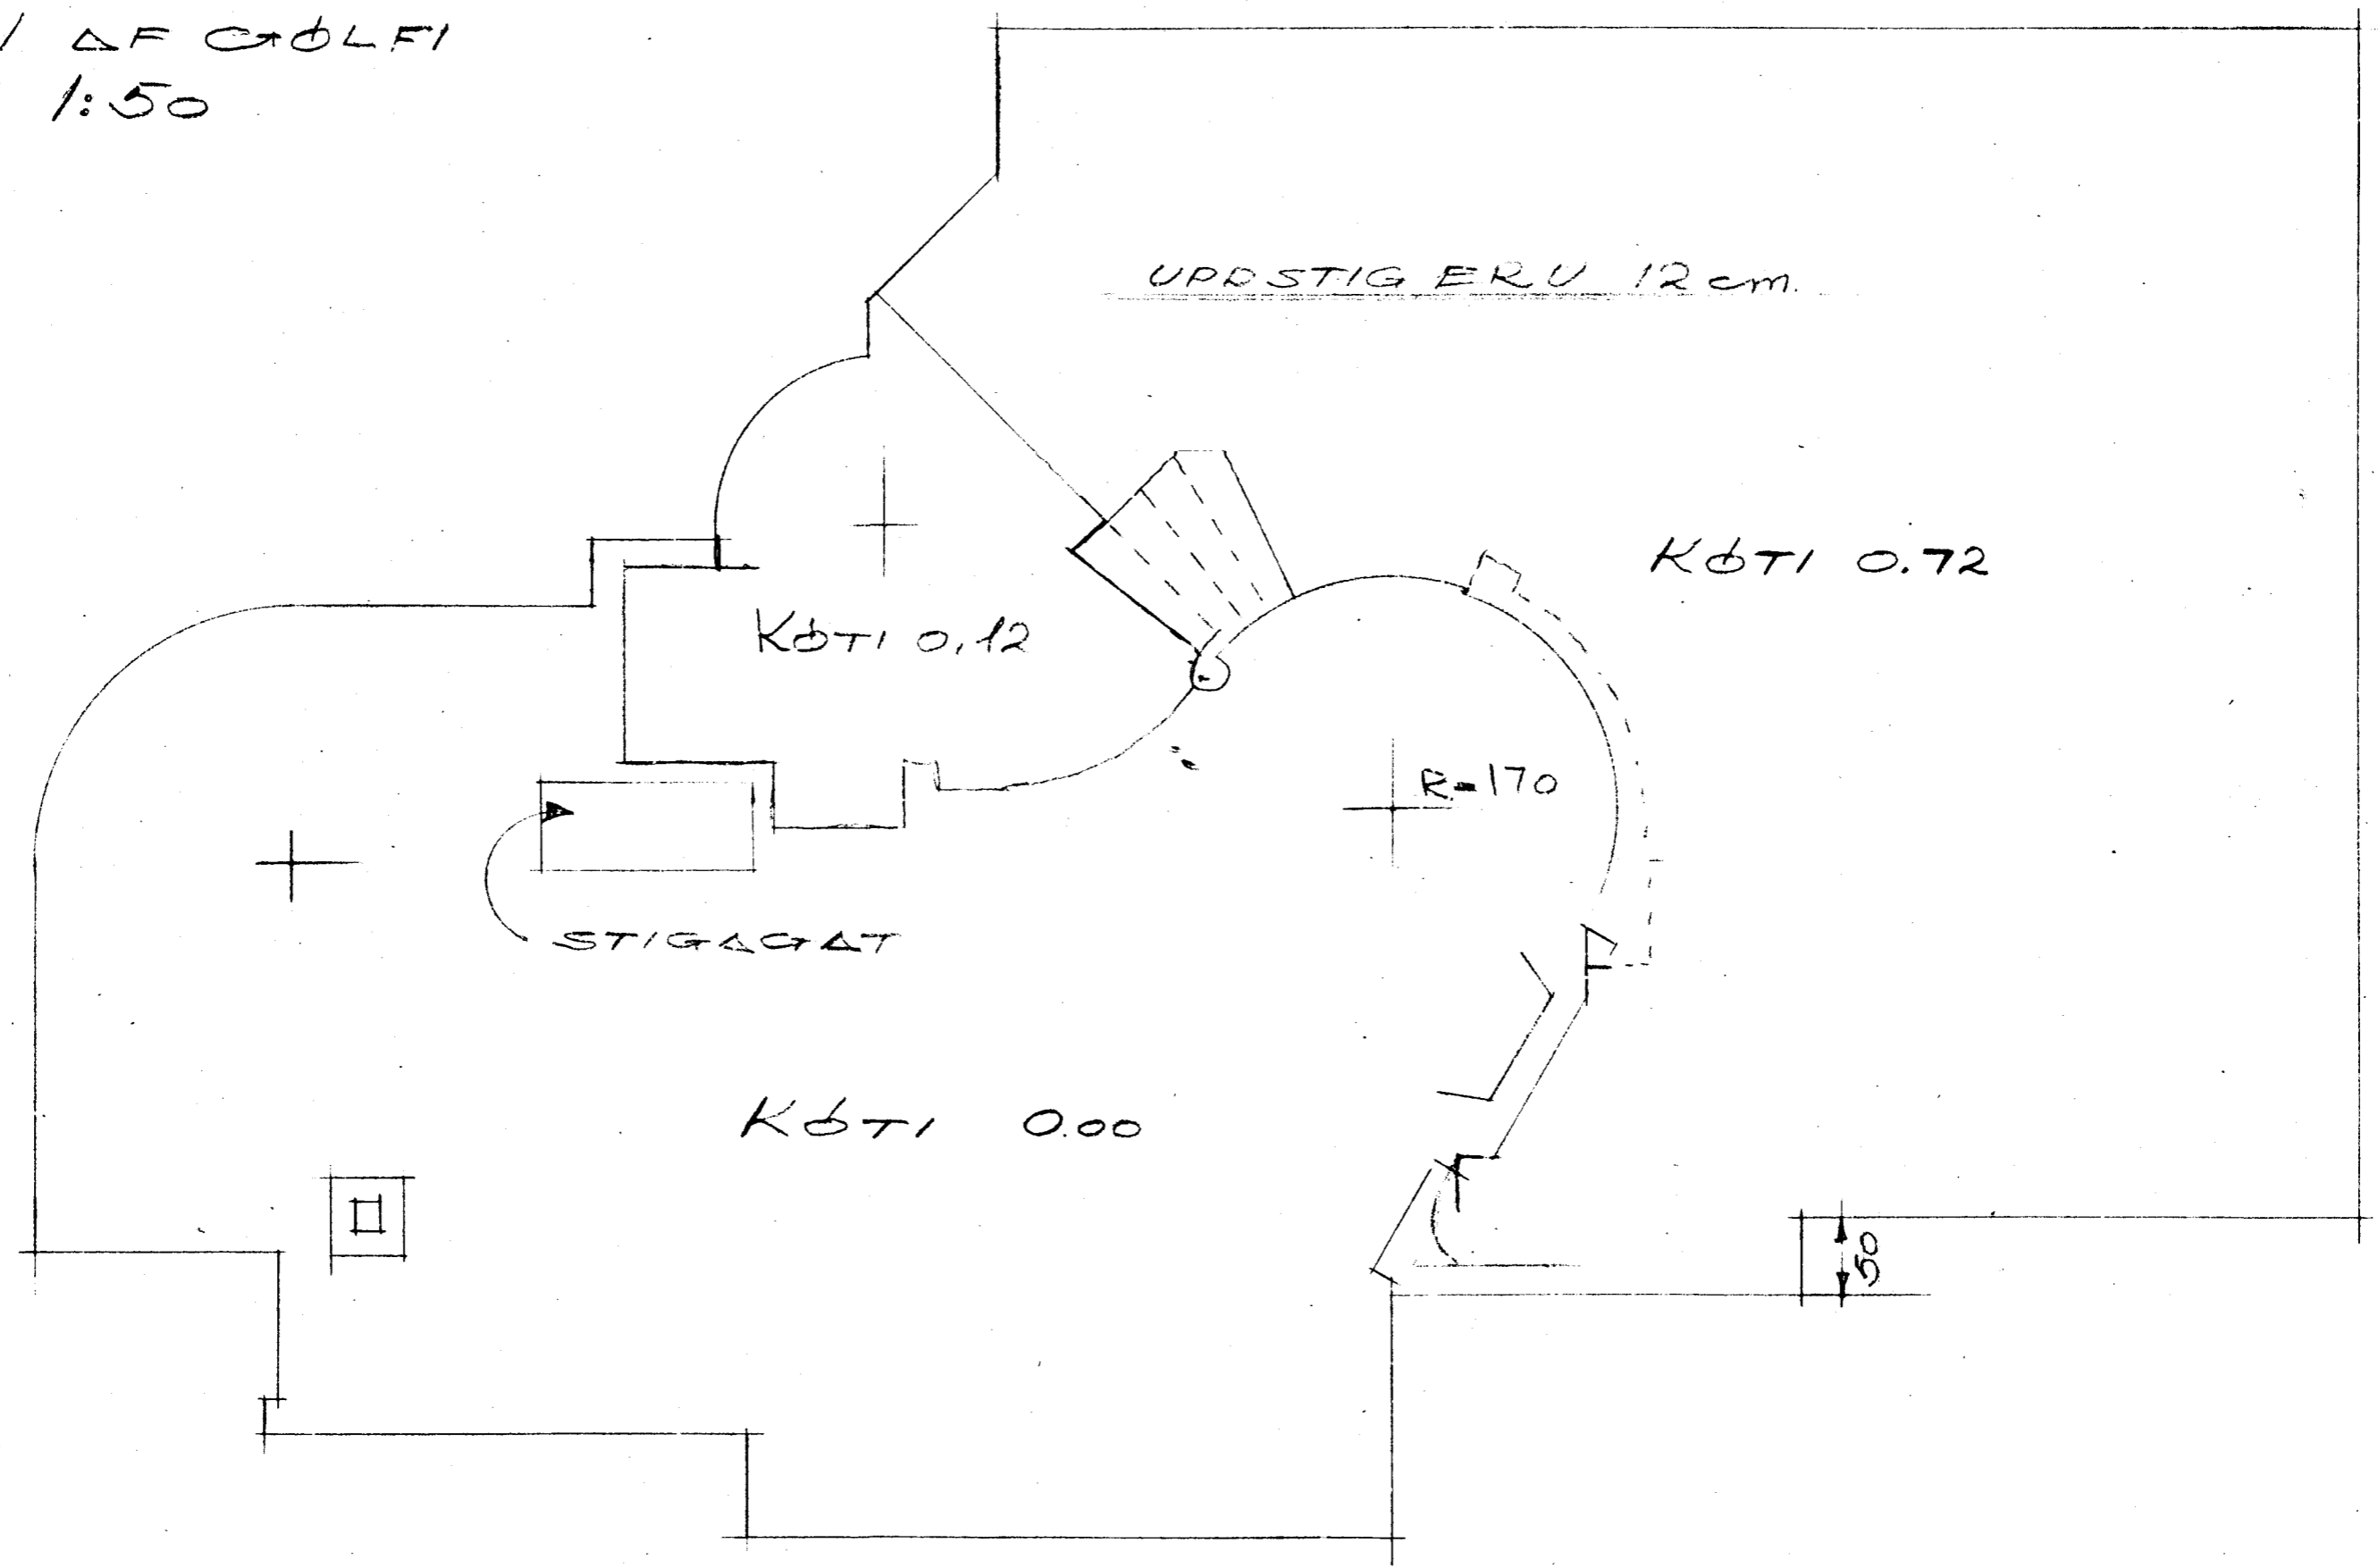 AF GÓLFI
1:50
UPPSTIG ERU 12 cm.
KÓTI 0.72
KÓTI 0,12
R=170
STIGAGAT
KÓTI 0.00
50